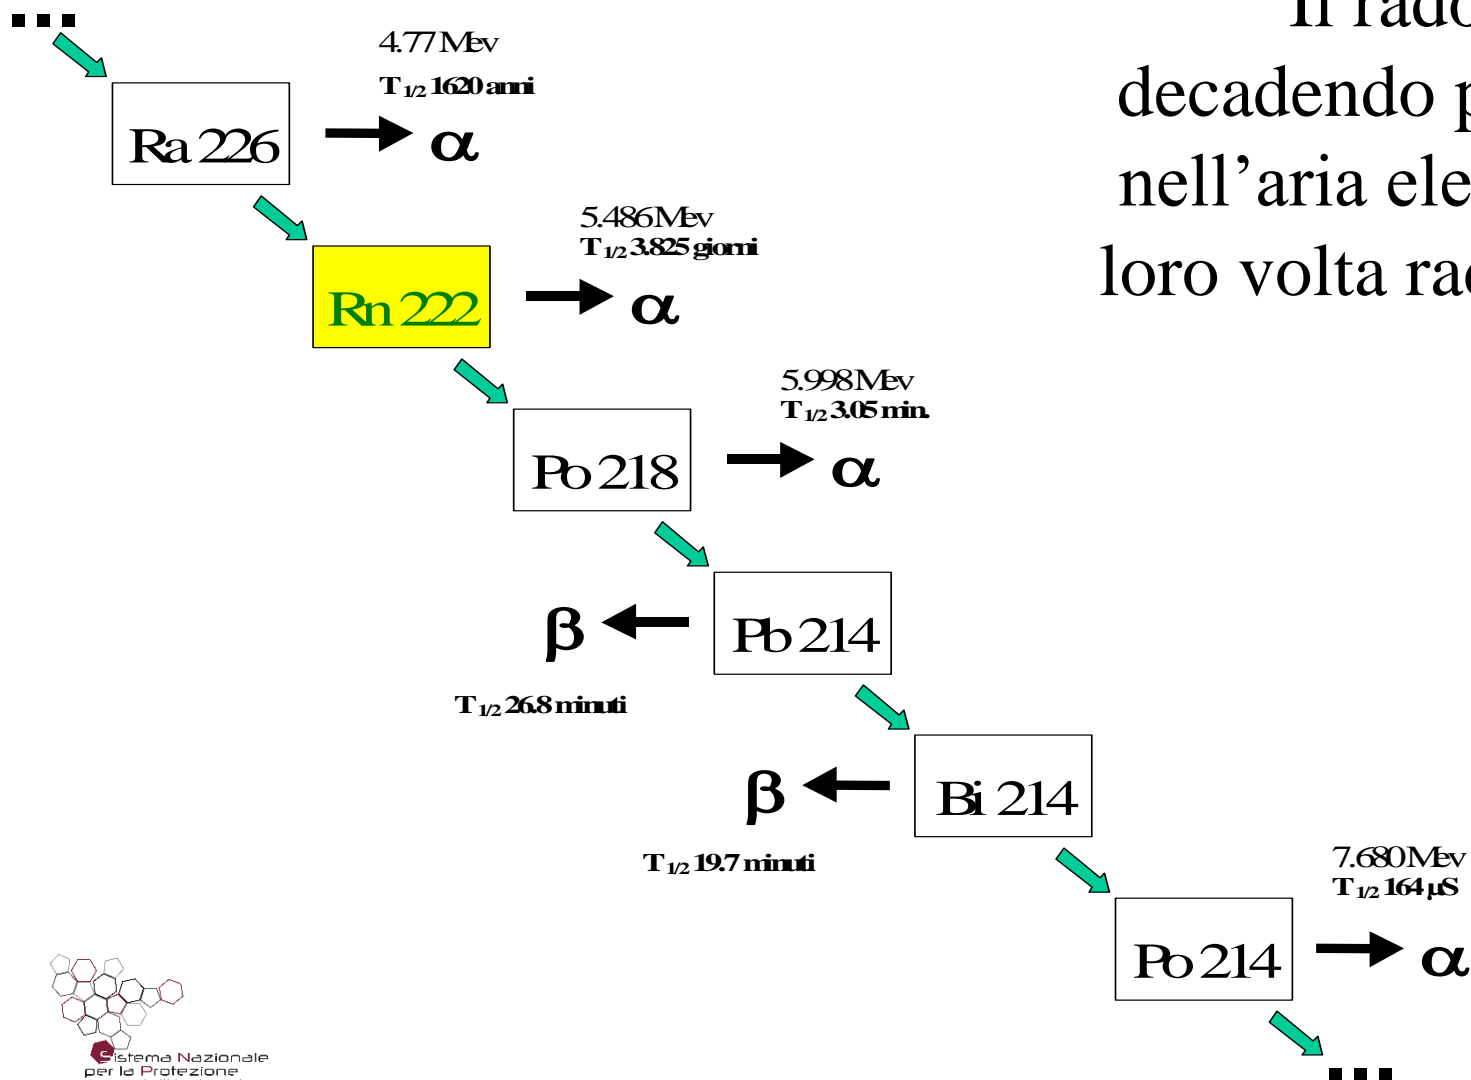 ...
Il
decadendo
nell'aria
loro volta
4.77 Mev
T 1/2 1620 anni
Ra 226
α
5.486 Mev
T 1/2 3.825 giorni
Rn 222
α
5.998 Mev
T 1/2 3.05 min.
Po 218
α
β
Pb 214
T 1/2 26.8 minuti
β
Bi 214
T 1/2 19.7 minuti
7.680 Mev
T 1/2 164 µS
Po 214
α
...
Sistema Nazionale
per la Protezione